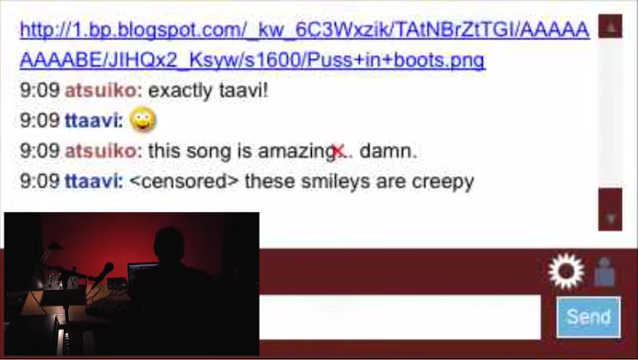 http://1.bp.blogspot.com/_kw_6C3Wxzik/TAtNBrZtTGI/AAAAA
AAAABE/JIHQx2_Ksyw/s1600/Puss+in+boots.png
9:09 atsuiko: exactly taavi!
9:09 ttaavi:
9:09 atsuiko: this song is amazing... damn.
9:09 ttaavi: <censored> these smileys are creepy
Send